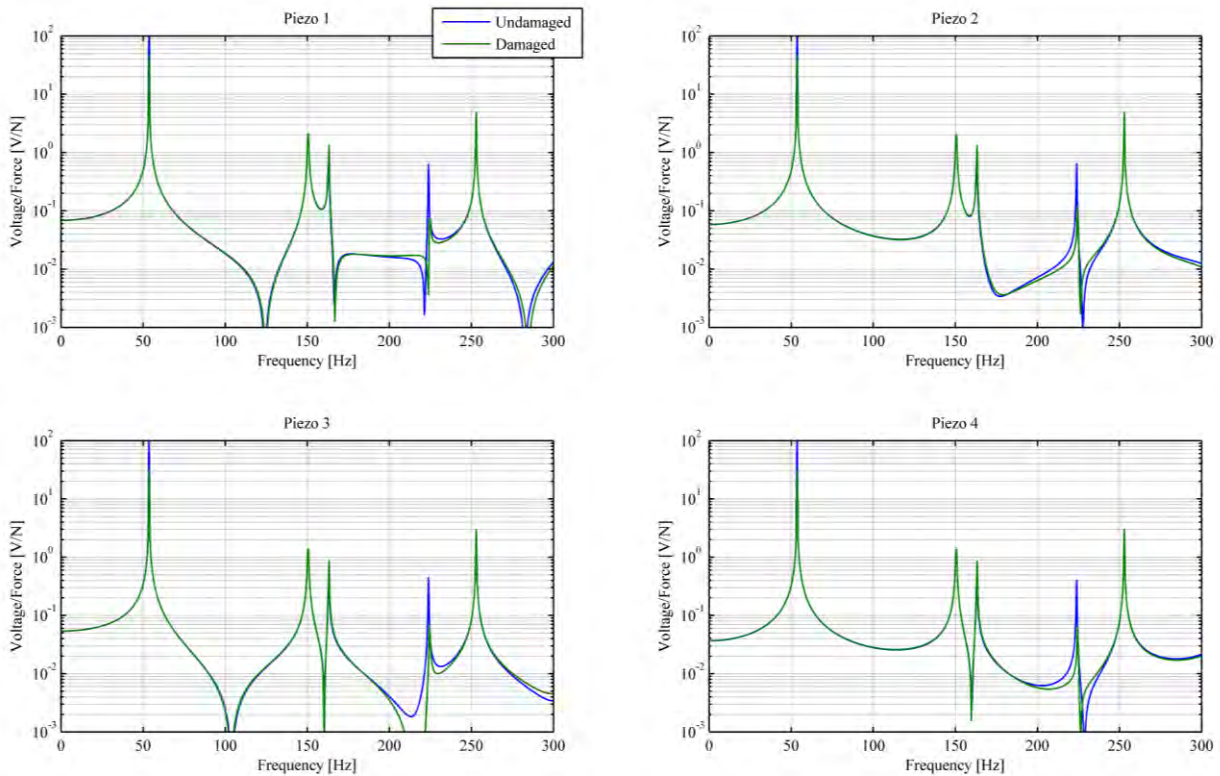 Piezo 1
Undamaged
Damaged
Voltage/Force [V/N]
10^2
10^1
10^0
10^-1
10^-2
10^-3
0 50 100 150 200 250 300
Frequency [Hz]
Piezo 2
Voltage/Force [V/N]
10^2
10^1
10^0
10^-1
10^-2
10^-3
0 50 100 150 200 250 300
Frequency [Hz]
Piezo 3
Voltage/Force [V/N]
10^2
10^1
10^0
10^-1
10^-2
10^-3
0 50 100 150 200 250 300
Frequency [Hz]
Piezo 4
Voltage/Force [V/N]
10^2
10^1
10^0
10^-1
10^-2
10^-3
0 50 100 150 200 250 300
Frequency [Hz]